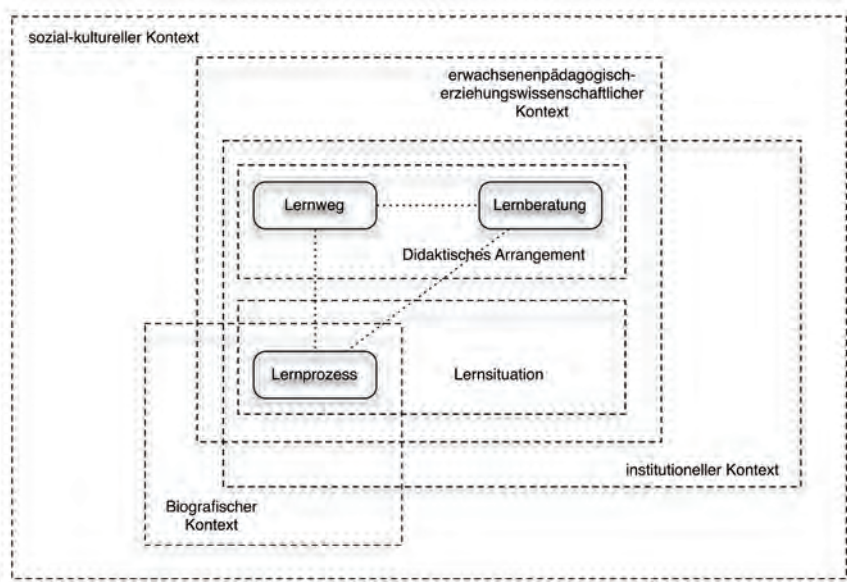 sozial-kultureller Kontext
erwachsenenpädagogisch-
erziehungswissenschaftlicher
Kontext
Lernweg
Lernberatung
Didaktisches Arrangement
Lernprozess
Lernsituation
institutioneller Kontext
Biografischer
Kontext